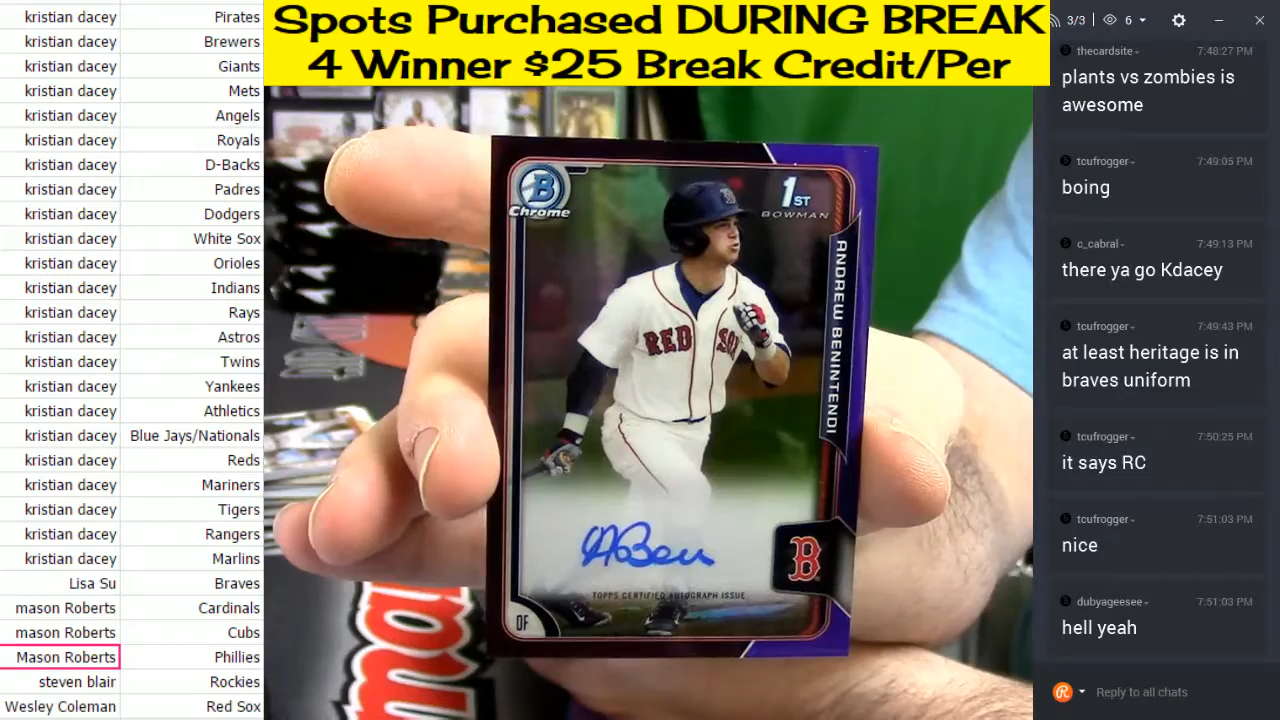 Spots Purchased DURING BREAK
4 Winner $25 Break Credit/Per
kristian dacey Pirates
kristian dacey Brewers
kristian dacey Giants
kristian dacey Mets
kristian dacey Angels
kristian dacey Royals
kristian dacey D-Backs
kristian dacey Padres
kristian dacey Dodgers
kristian dacey White Sox
kristian dacey Orioles
kristian dacey Indians
kristian dacey Rays
kristian dacey Astros
kristian dacey Twins
kristian dacey Yankees
kristian dacey Athletics
kristian dacey Blue Jays/Nationals
kristian dacey Reds
kristian dacey Mariners
kristian dacey Tigers
kristian dacey Rangers
kristian dacey Marlins
Lisa Su Braves
mason Roberts Cardinals
mason Roberts Cubs
Mason Roberts Phillies
steven blair Rockies
Wesley Coleman Red Sox
B
Chrome
1ST
BOWMAN
ANDREW BENINTENDI
RED SOX
ABen
B
TOPPS CERTIFIED AUTOGRAPH ISSUE
OF
3/3 6
thecardsite 7:48:27 PM
plants vs zombies is
awesome
tcufrogger 7:49:05 PM
boing
c_cabral 7:49:13 PM
there ya go Kdacey
tcufrogger 7:49:43 PM
at least heritage is in
braves uniform
tcufrogger 7:50:25 PM
it says RC
tcufrogger 7:51:03 PM
nice
dubyageesee 7:51:03 PM
hell yeah
Reply to all chats